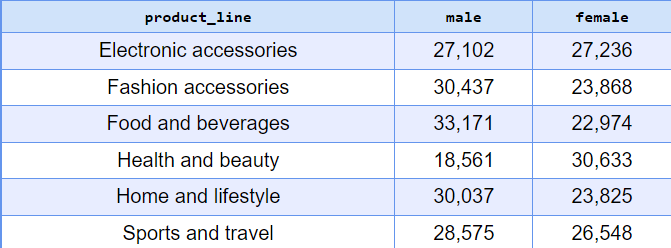 product_line male female
Electronic accessories 27,102 27,236
Fashion accessories 30,437 23,868
Food and beverages 33,171 22,974
Health and beauty 18,561 30,633
Home and lifestyle 30,037 23,825
Sports and travel 28,575 26,548